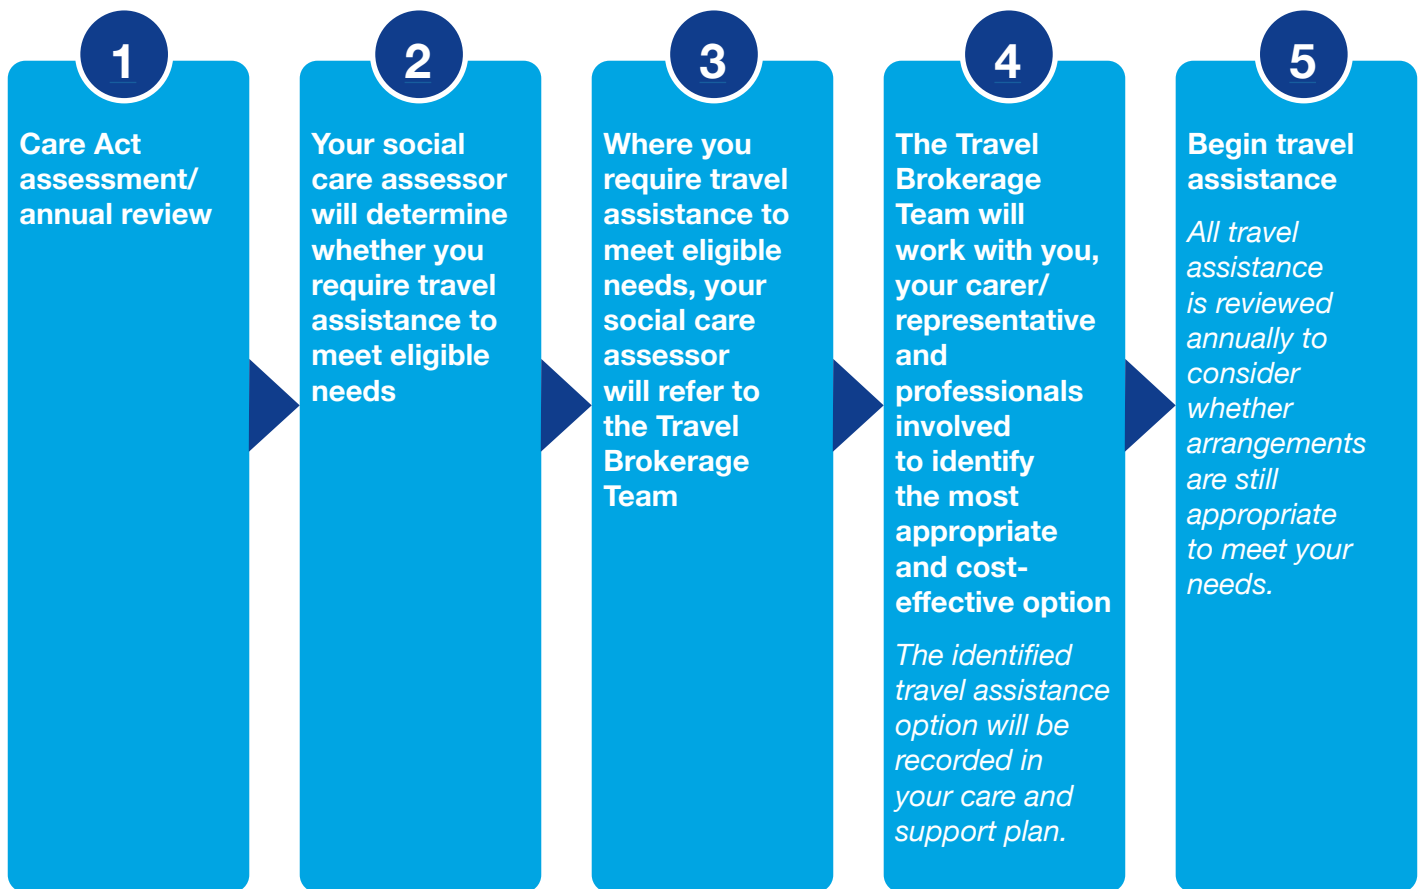 1
Care Act
assessment/
annual review
2
Your social
care assessor
will determine
whether you
require travel
assistance to
meet eligible
needs
3
Where you
require travel
assistance to
meet eligible
needs, your
social care
assessor
will refer to
the Travel
Brokerage
Team
4
The Travel
Brokerage
Team will
work with you,
your carer/
representative
and
professionals
involved
to identify
the most
appropriate
and cost-
effective option
The identified
travel assistance
option will be
recorded in
your care and
support plan.
5
Begin travel
assistance
All travel
assistance
is reviewed
annually to
consider
whether
arrangements
are still
appropriate
to meet your
needs.